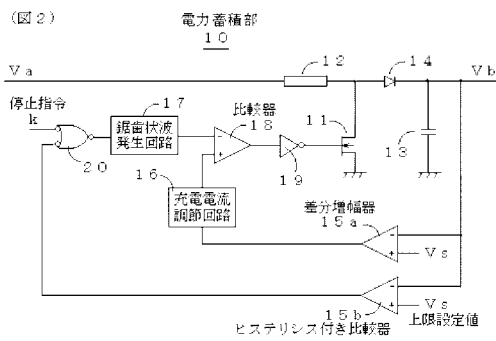 (図2)
電力蓄積部
10
Va
12
14
Vb
停止指令
k
17
鋸歯状波
発生回路
比較器
18
11
13
20
19
16
充電電流
調節回路
差分増幅器
15a
Vs
Vs
15b
上限設定値
ヒステリシス付き比較器